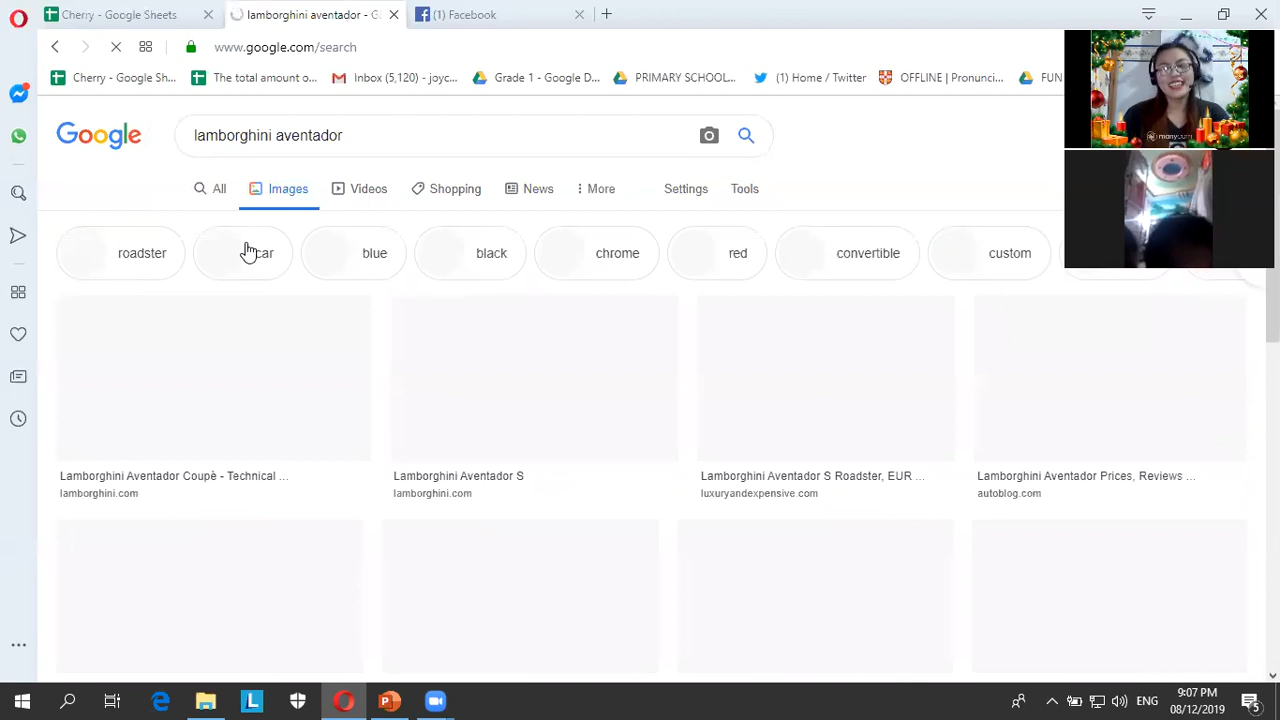 Cherry - Google Sheets
lamborghini aventador - G
(1) Facebook
www.google.com/search
Cherry - Google Sh...
The total amount o...
Inbox (5,120) - joyc...
Grade 1 - Google D...
PRIMARY SCHOOL...
(1) Home / Twitter
OFFLINE | Pronunci...
FUN
Google
lamborghini aventador
All
Images
Videos
Shopping
News
More
Settings
Tools
roadster
car
blue
black
chrome
red
convertible
custom
Lamborghini Aventador Coupè - Technical ...
lamborghini.com
Lamborghini Aventador S
lamborghini.com
Lamborghini Aventador S Roadster, EUR ...
luxuryandexpensive.com
Lamborghini Aventador Prices, Reviews ...
autoblog.com
manycam
ENG
9:07 PM
08/12/2019
5